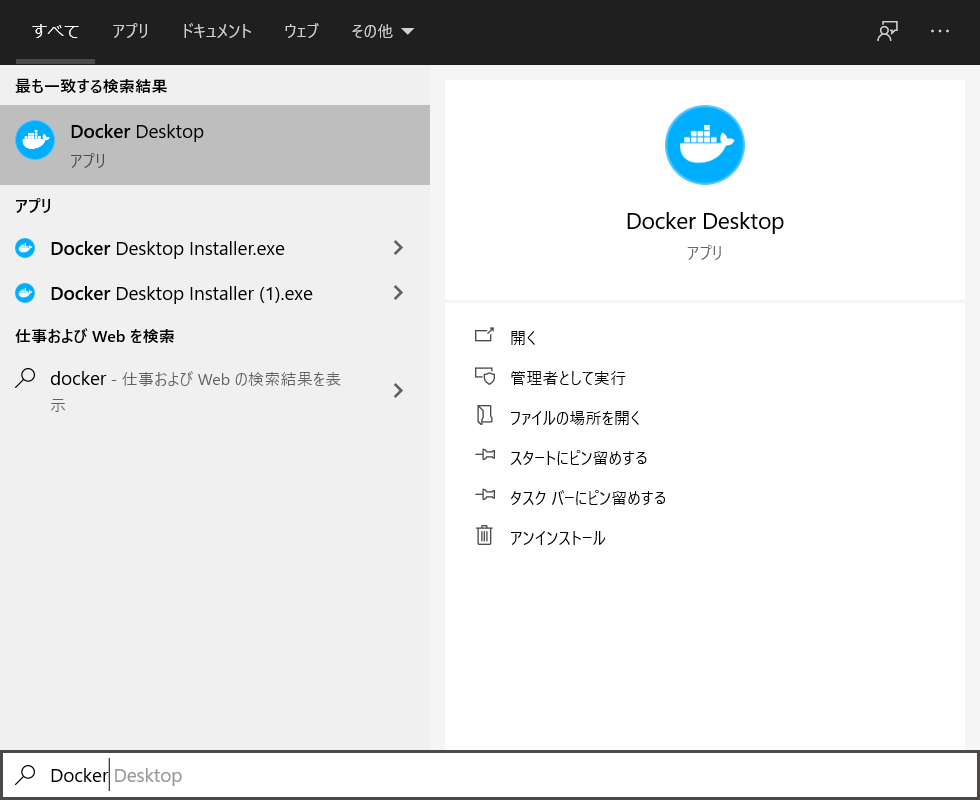 すべて アプリ ドキュメント ウェブ その他
最も一致する検索結果
Docker Desktop
アプリ
アプリ
Docker Desktop Installer.exe
Docker Desktop Installer (1).exe
仕事および Web を検索
docker - 仕事および Web の検索結果を表
示
Docker Desktop
アプリ
開く
管理者として実行
ファイルの場所を開く
スタートにピン留めする
タスク バーにピン留めする
アンインストール
Docker Desktop